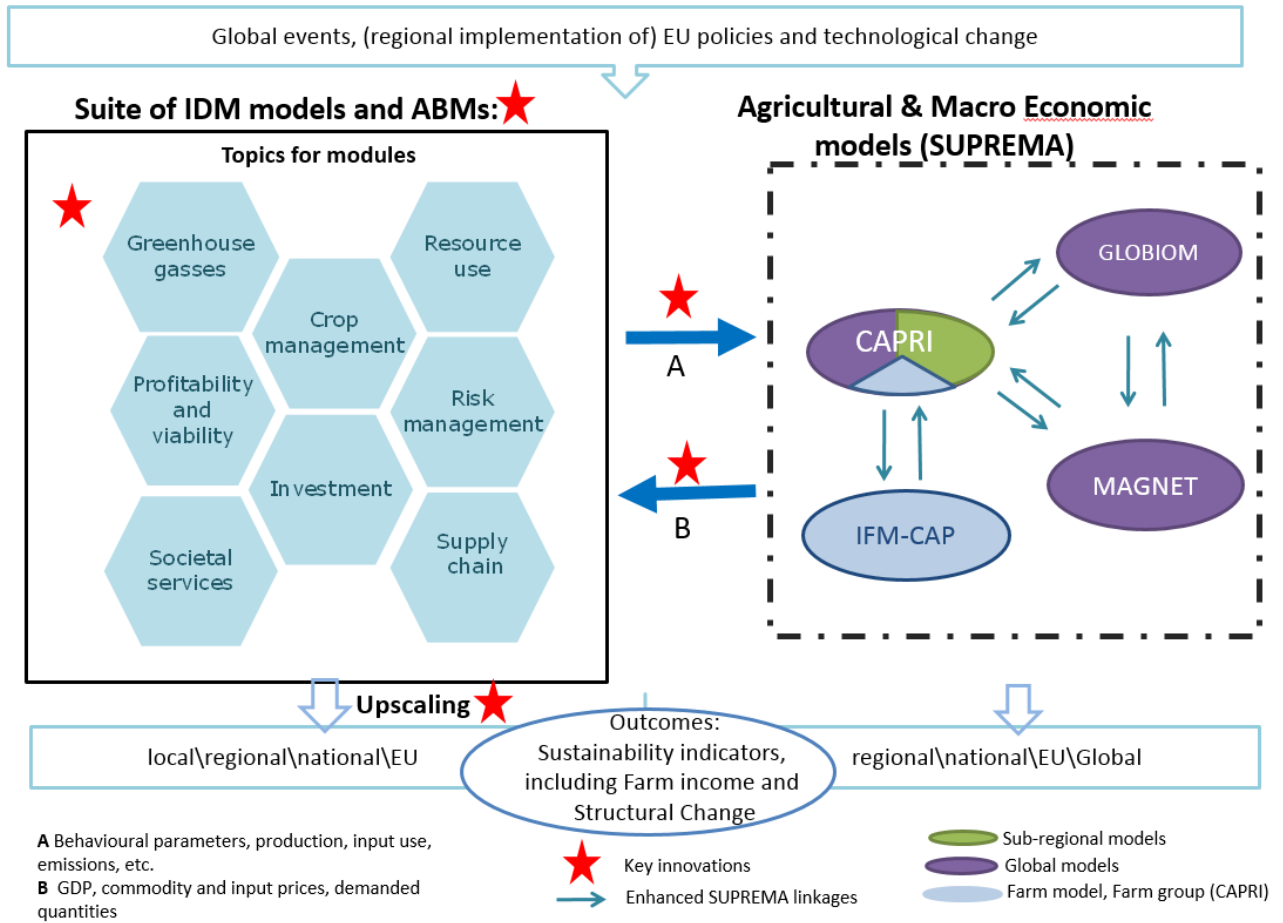 Global events, (regional implementation of) EU policies and technological change
Suite of IDM models and ABMs:
Agricultural & Macro Economic
models (SUPREMA)
Topics for modules
Greenhouse
gasses
Resource
use
Crop
management
Profitability
and
viability
Risk
management
Investment
Societal
services
Supply
chain
A
B
GLOBIOM
CAPRI
MAGNET
IFM-CAP
Upscaling
local\regional\national\EU
Outcomes:
Sustainability indicators,
including Farm income and
Structural Change
regional\national\EU\Global
A Behavioural parameters, production, input use,
emissions, etc.
B GDP, commodity and input prices, demanded
quantities
Key innovations
Enhanced SUPREMA linkages
Sub-regional models
Global models
Farm model, Farm group (CAPRI)